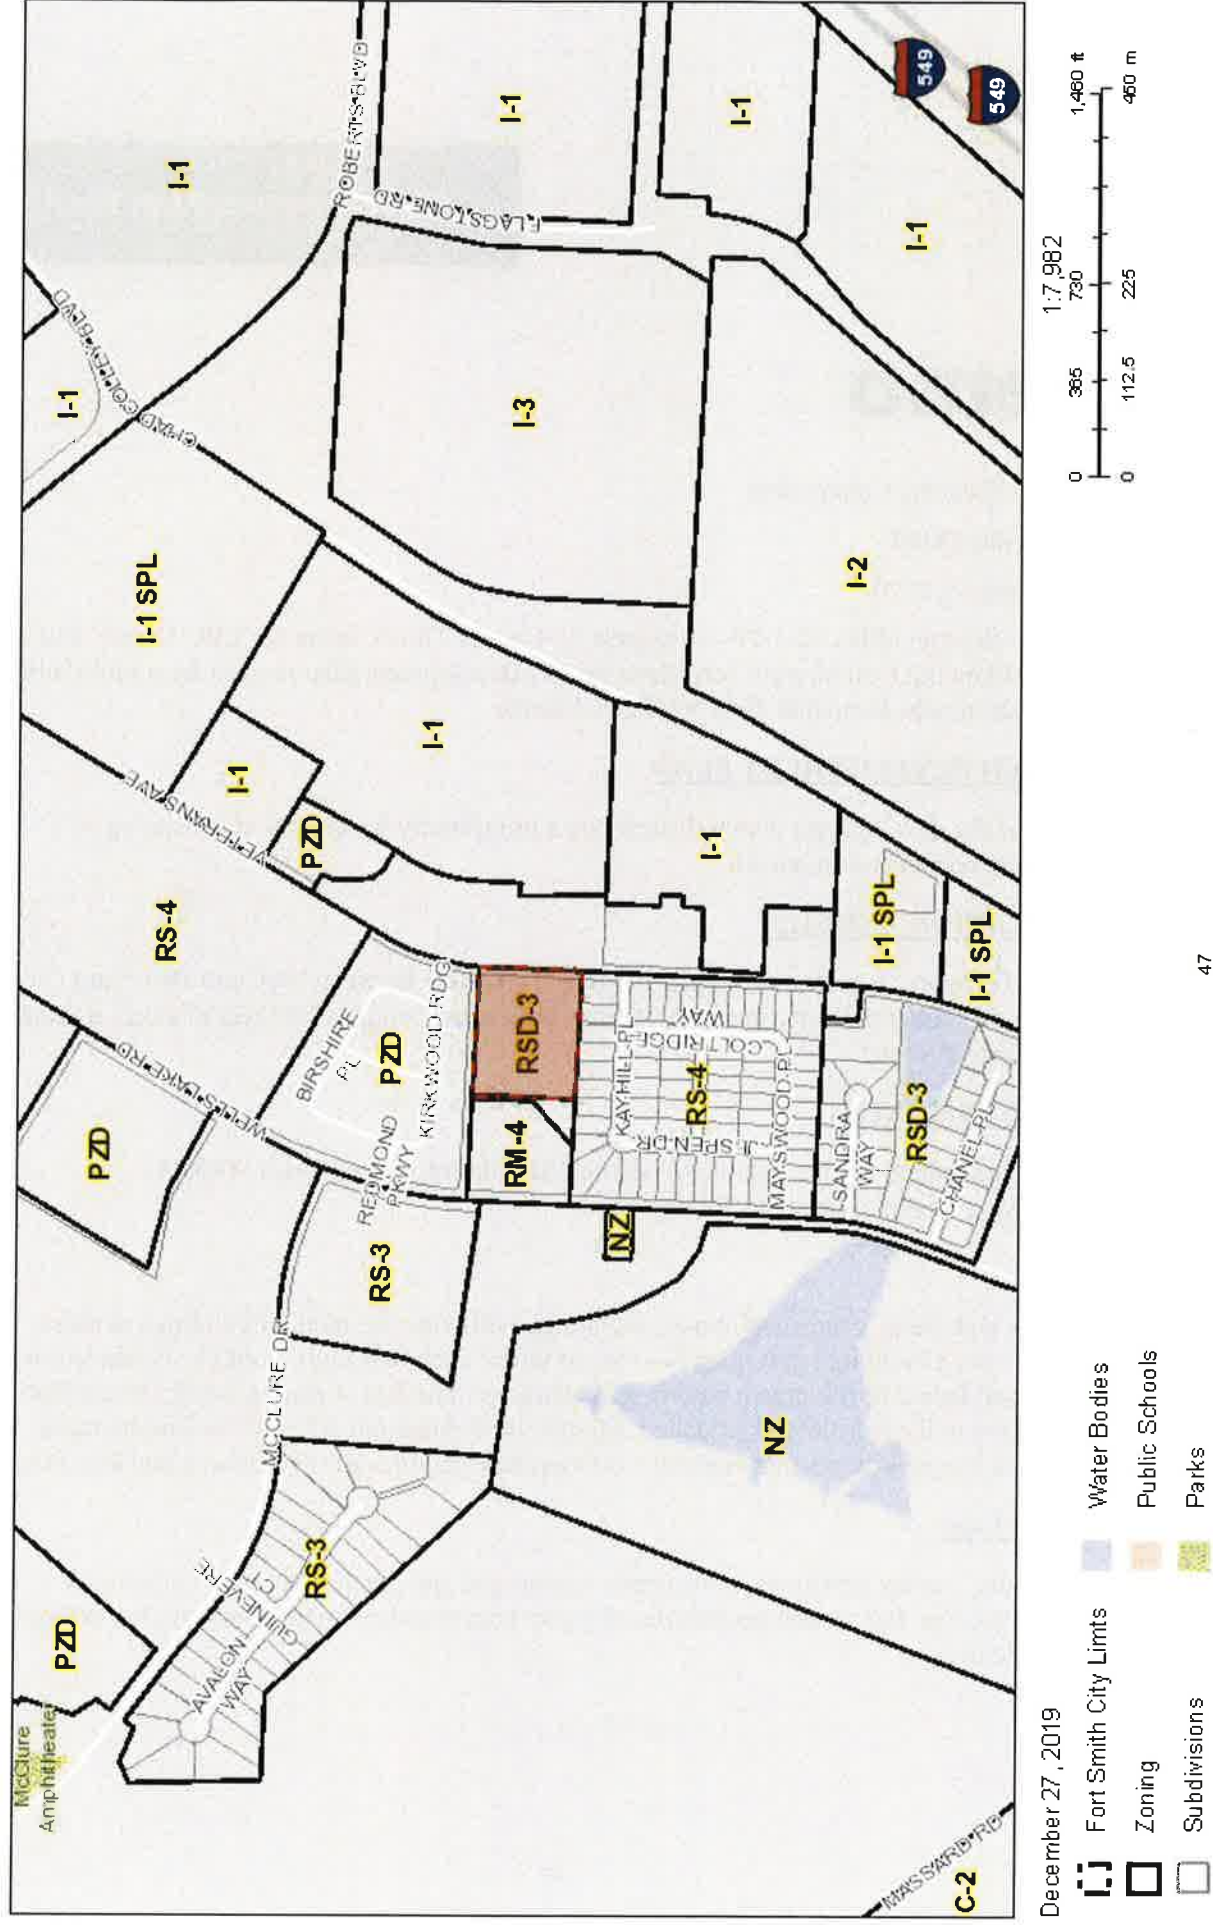 McClure
Amphitheater
PZD
PZD
RS-4
I-1 SPL
I-1
I-1
CHAD COLLEY BLVD
VETERANS AVE
WELLS LAKE RD
I-1
PZD
AVALON
WAY
GUINEVERE
CT
RS-3
MCCLURE DR
RS-3
REDMOND
PKWY
BIRSHIRE
PL
PZD
KIRKWOOD RDG
I-1
ROBERTS BLVD
FLAGSTONE RD
I-1
I-3
RM-4
RSD-3
NZ
KAYHILL PL
COLTRIDGE
WAY
RS-4
JESPEN DR
MAYSWOOD PL
I-1
I-1
NZ
SANDRA
WAY
RSD-3
CHANEL PL
I-1 SPL
I-1 SPL
I-2
I-1
549
549
MASSARD RD
C-2
December 27, 2019
Fort Smith City Limts
Zoning
Subdivisions
Water Bodies
Public Schools
Parks
1:7,982
0 365 730 1,460 ft
0 112.5 225 450 m
47